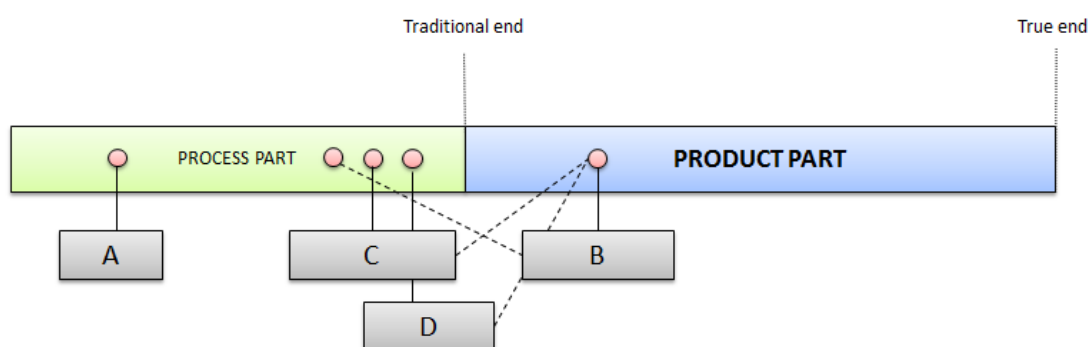 Traditional end
True end
PROCESS PART
PRODUCT PART
A
C
B
D